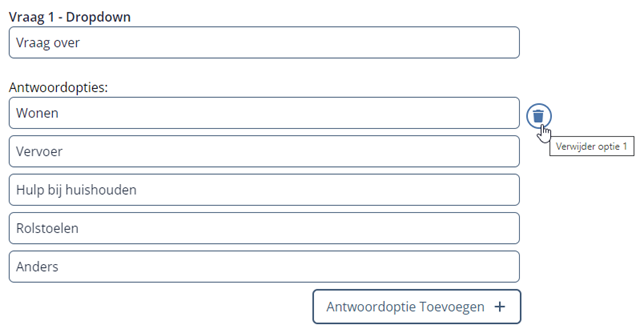 Vraag 1 - Dropdown
Vraag over
Antwoordopties:
Wonen
Verwijder optie 1
Vervoer
Hulp bij huishouden
Rolstoelen
Anders
Antwoordoptie Toevoegen +